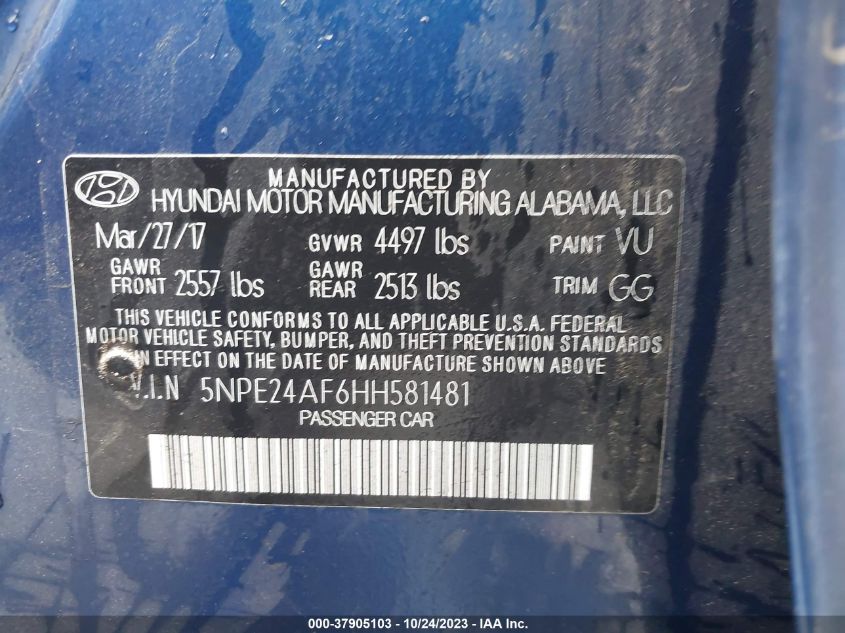 MANUFACTURED BY
HYUNDAI MOTOR MANUFACTURING ALABAMA, LLC
Mar/27/17 GVWR 4497 lbs PAINT VU
GAWR FRONT 2557 lbs GAWR REAR 2513 lbs TRIM GG
THIS VEHICLE CONFORMS TO ALL APPLICABLE U.S.A. FEDERAL
MOTOR VEHICLE SAFETY, BUMPER, AND THEFT PREVENTION STANDARDS
IN EFFECT ON THE DATE OF MANUFACTURE SHOWN ABOVE
V.I.N 5NPE24AF6HH581481
PASSENGER CAR
000-37905103 - 10/24/2023 - IAA Inc.